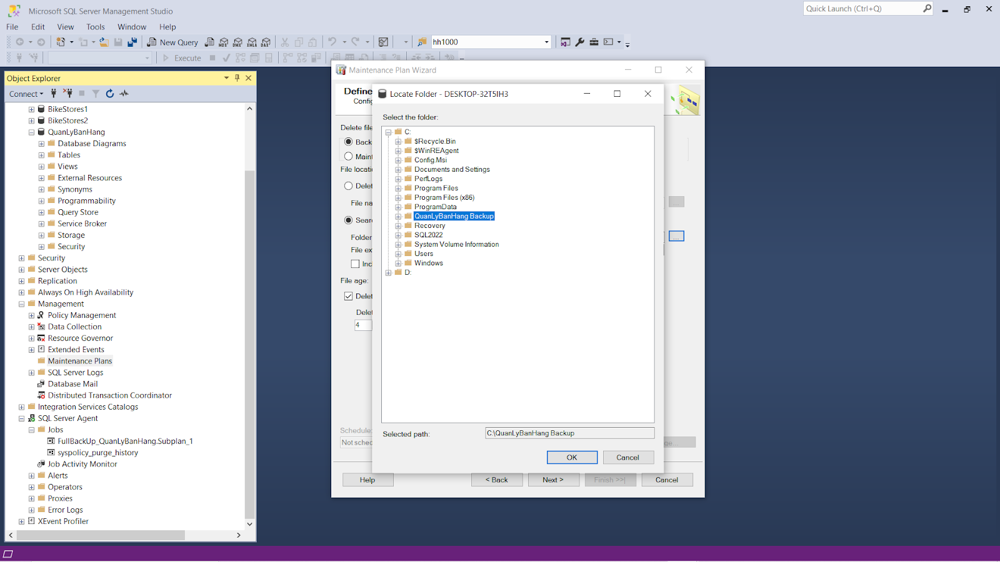 Microsoft SQL Server Management Studio
Quick Launch (Ctrl+Q)
File Edit View Tools Window Help
New Query MDX DMX XMLA DAX hh1000
Execute
Object Explorer
Connect
BikeStores1
BikeStores2
QuanLyBanHang
Database Diagrams
Tables
Views
External Resources
Synonyms
Programmability
Query Store
Service Broker
Storage
Security
Security
Server Objects
Replication
Always On High Availability
Management
Policy Management
Data Collection
Resource Governor
Extended Events
Maintenance Plans
SQL Server Logs
Database Mail
Distributed Transaction Coordinator
Integration Services Catalogs
SQL Server Agent
Jobs
FullBackUp_QuanLyBanHang.Subplan_1
syspolicy_purge_history
Job Activity Monitor
Alerts
Operators
Proxies
Error Logs
XEvent Profiler
Maintenance Plan Wizard
Define
Config
Delete file
Back
Maint
File locati
Delet
File na
Sear
Folder
File ex
Inc
File age:
Delet
Delet
4
Schedule:
Not sched
ge...
Help < Back Next > Finish >>| Cancel
Locate Folder - DESKTOP-32T5IH3
Select the folder:
C:
$Recycle.Bin
$WinREAgent
Config.Msi
Documents and Settings
PerfLogs
Program Files
Program Files (x86)
ProgramData
QuanLyBanHang Backup
Recovery
SQL2022
System Volume Information
Users
Windows
D:
Selected path: C:\QuanLyBanHang Backup
OK Cancel